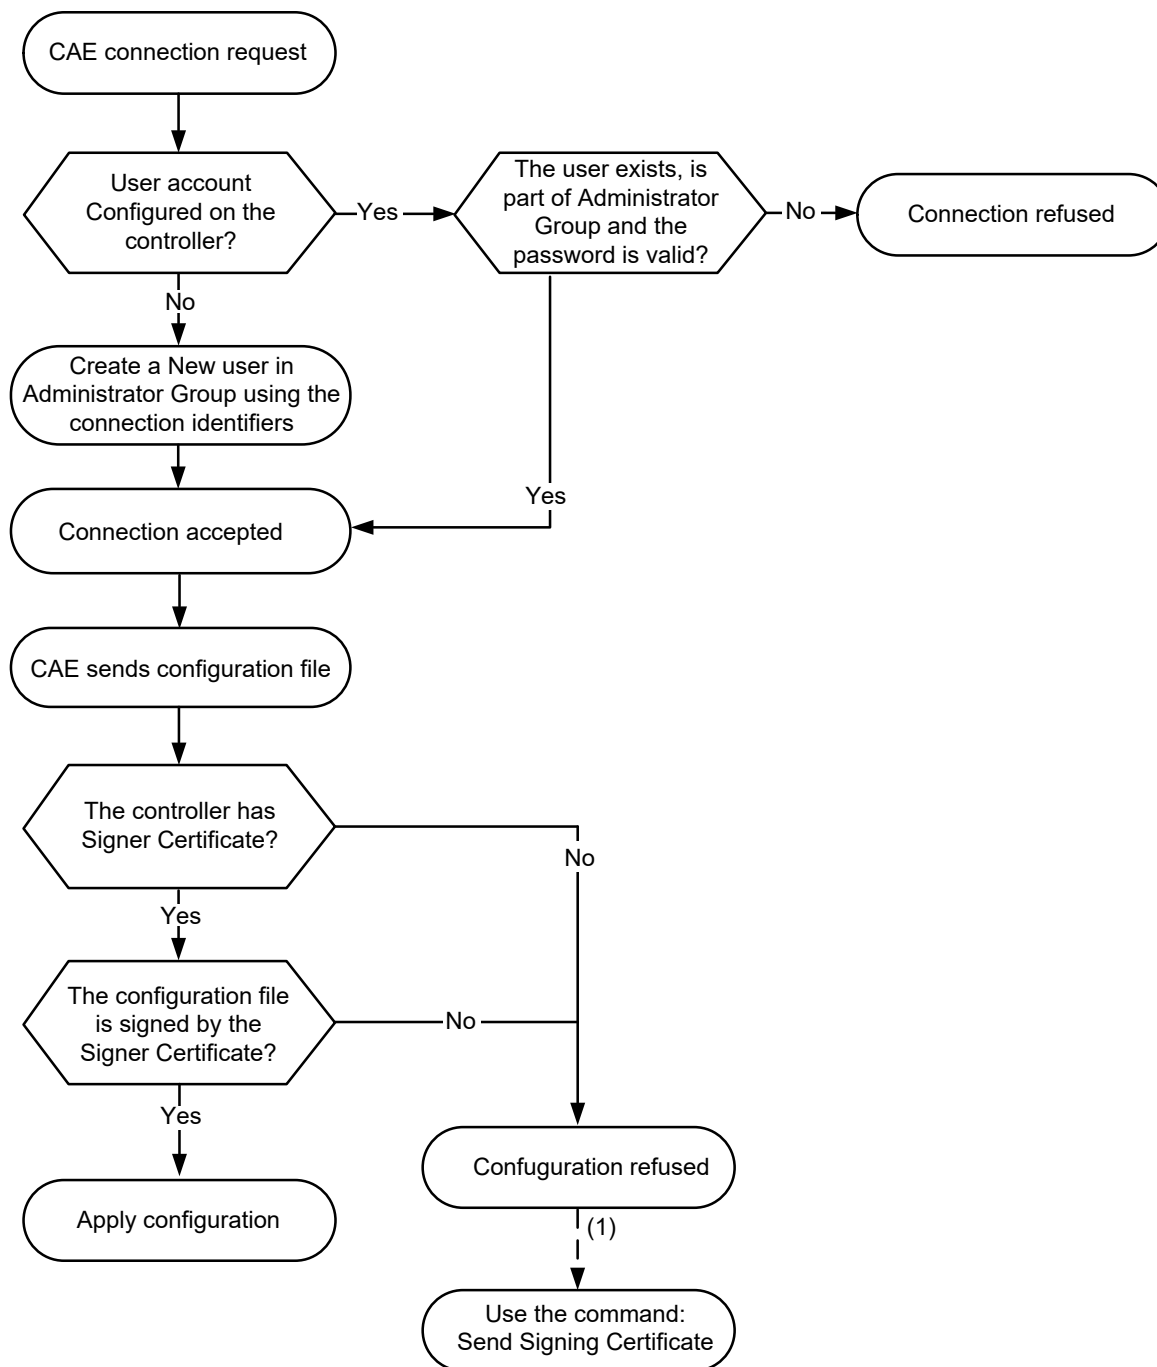 CAE connection request
User account
Configured on the
controller?
Yes
The user exists, is
part of Administrator
Group and the
password is valid?
No
Connection refused
No
Create a New user in
Administrator Group using the
connection identifiers
Yes
Connection accepted
CAE sends configuration file
The controller has
Signer Certificate?
No
Yes
The configuration file
is signed by the
Signer Certificate?
No
Yes
Confuguration refused
Apply configuration
(1)
Use the command:
Send Signing Certificate